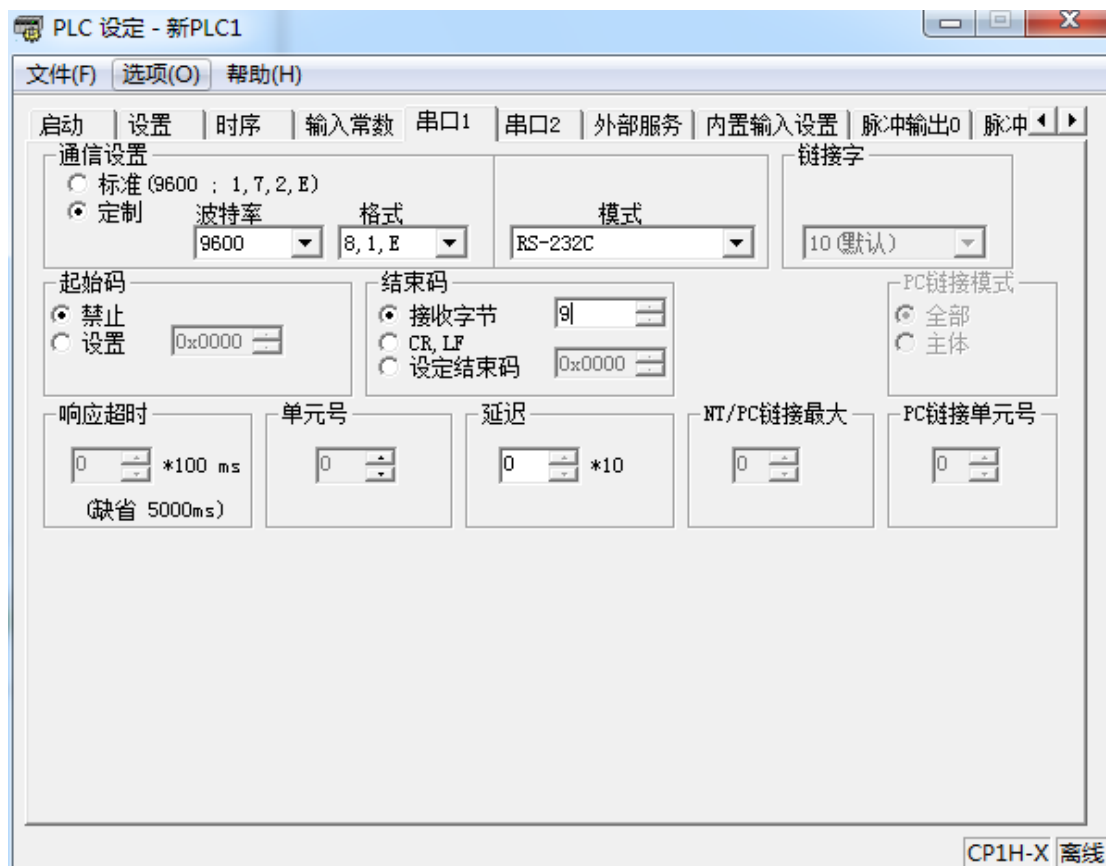 PLC 设定 - 新PLC1
文件(F) 选项(O) 帮助(H)
启动 设置 时序 输入常数 串口1 串口2 外部服务 内置输入设置 脉冲输出0 脉冲
通信设置 链接字
标准(9600 ; 1,7,2,E)
定制 波特率 格式 模式
9600 8,1,E RS-232C 10(默认)
起始码 结束码 PC链接模式
禁止 接收字节 9 全部
设置 0x0000 CR,LF 主体
设定结束码 0x0000
响应超时 单元号 延迟 NT/PC链接最大 PC链接单元号
0 *100 ms 0 0 *10 0 0
(缺省 5000ms)
CP1H-X 离线